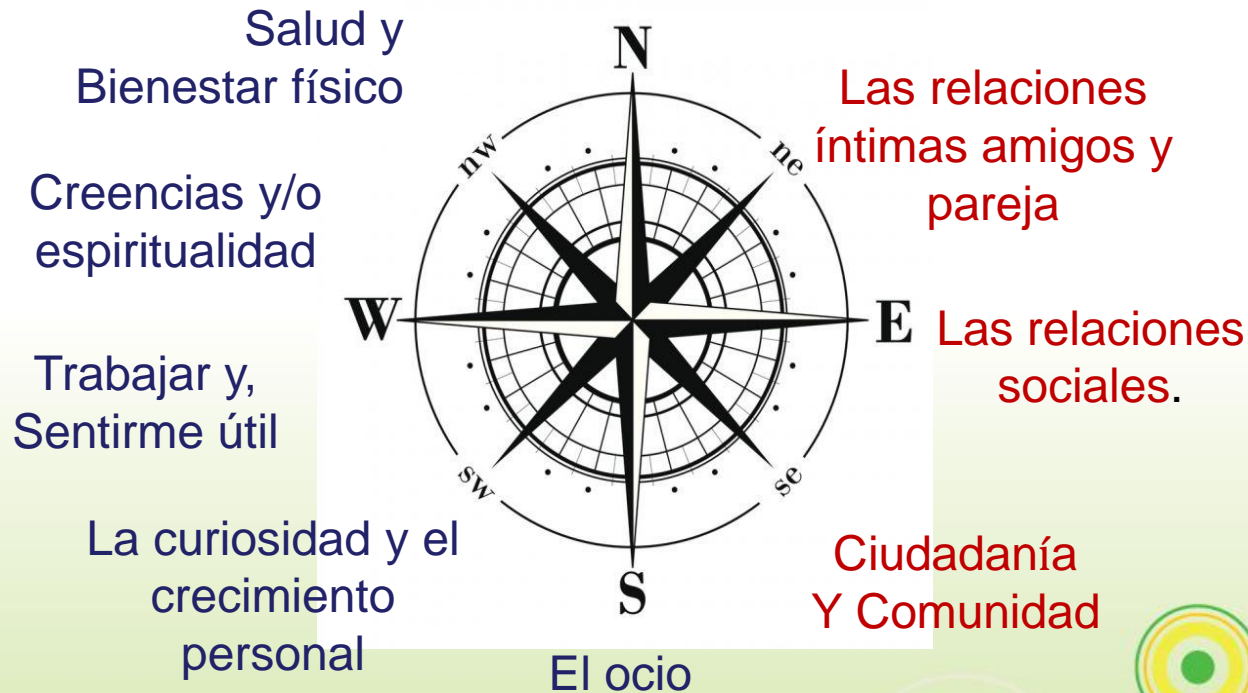 Salud y
Bienestar físico
Creencias y/o
espiritualidad
Trabajar y,
Sentirme útil
La curiosidad y el
crecimiento
personal
N
nw
ne
W
E
sw
se
S
El ocio
Las relaciones
íntimas amigos y
pareja
Las relaciones
sociales.
Ciudadanía
Y Comunidad